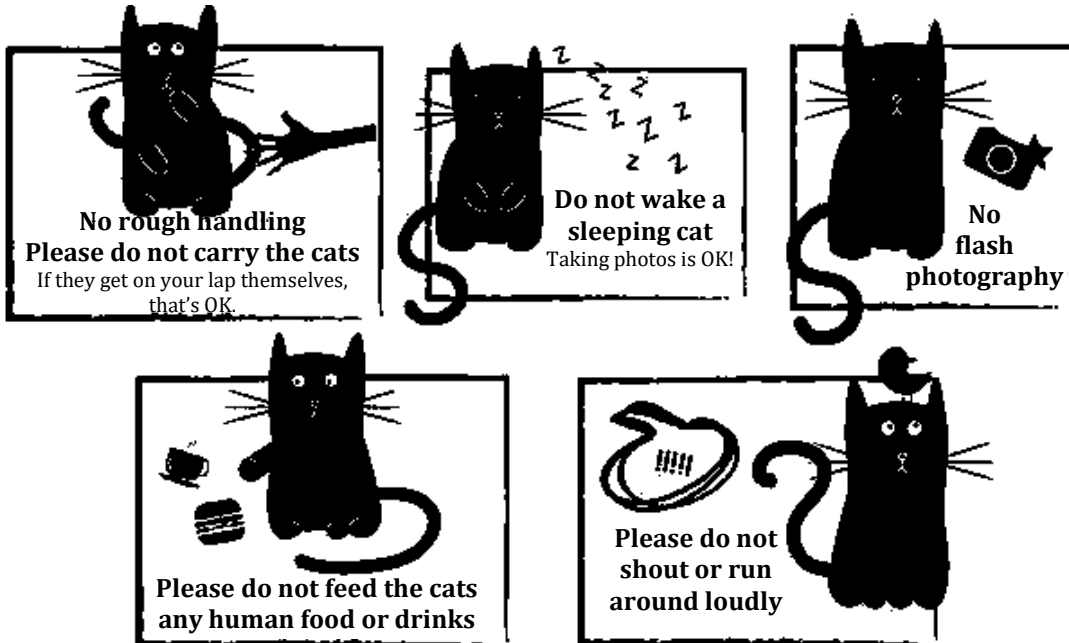 No rough handling
Please do not carry the cats
If they get on your lap themselves,
that's OK.
z z z z z z z z z
Do not wake a
sleeping cat
Taking photos is OK!
No
flash
photography
Please do not feed the cats
any human food or drinks
!!!!!
Please do not
shout or run
around loudly